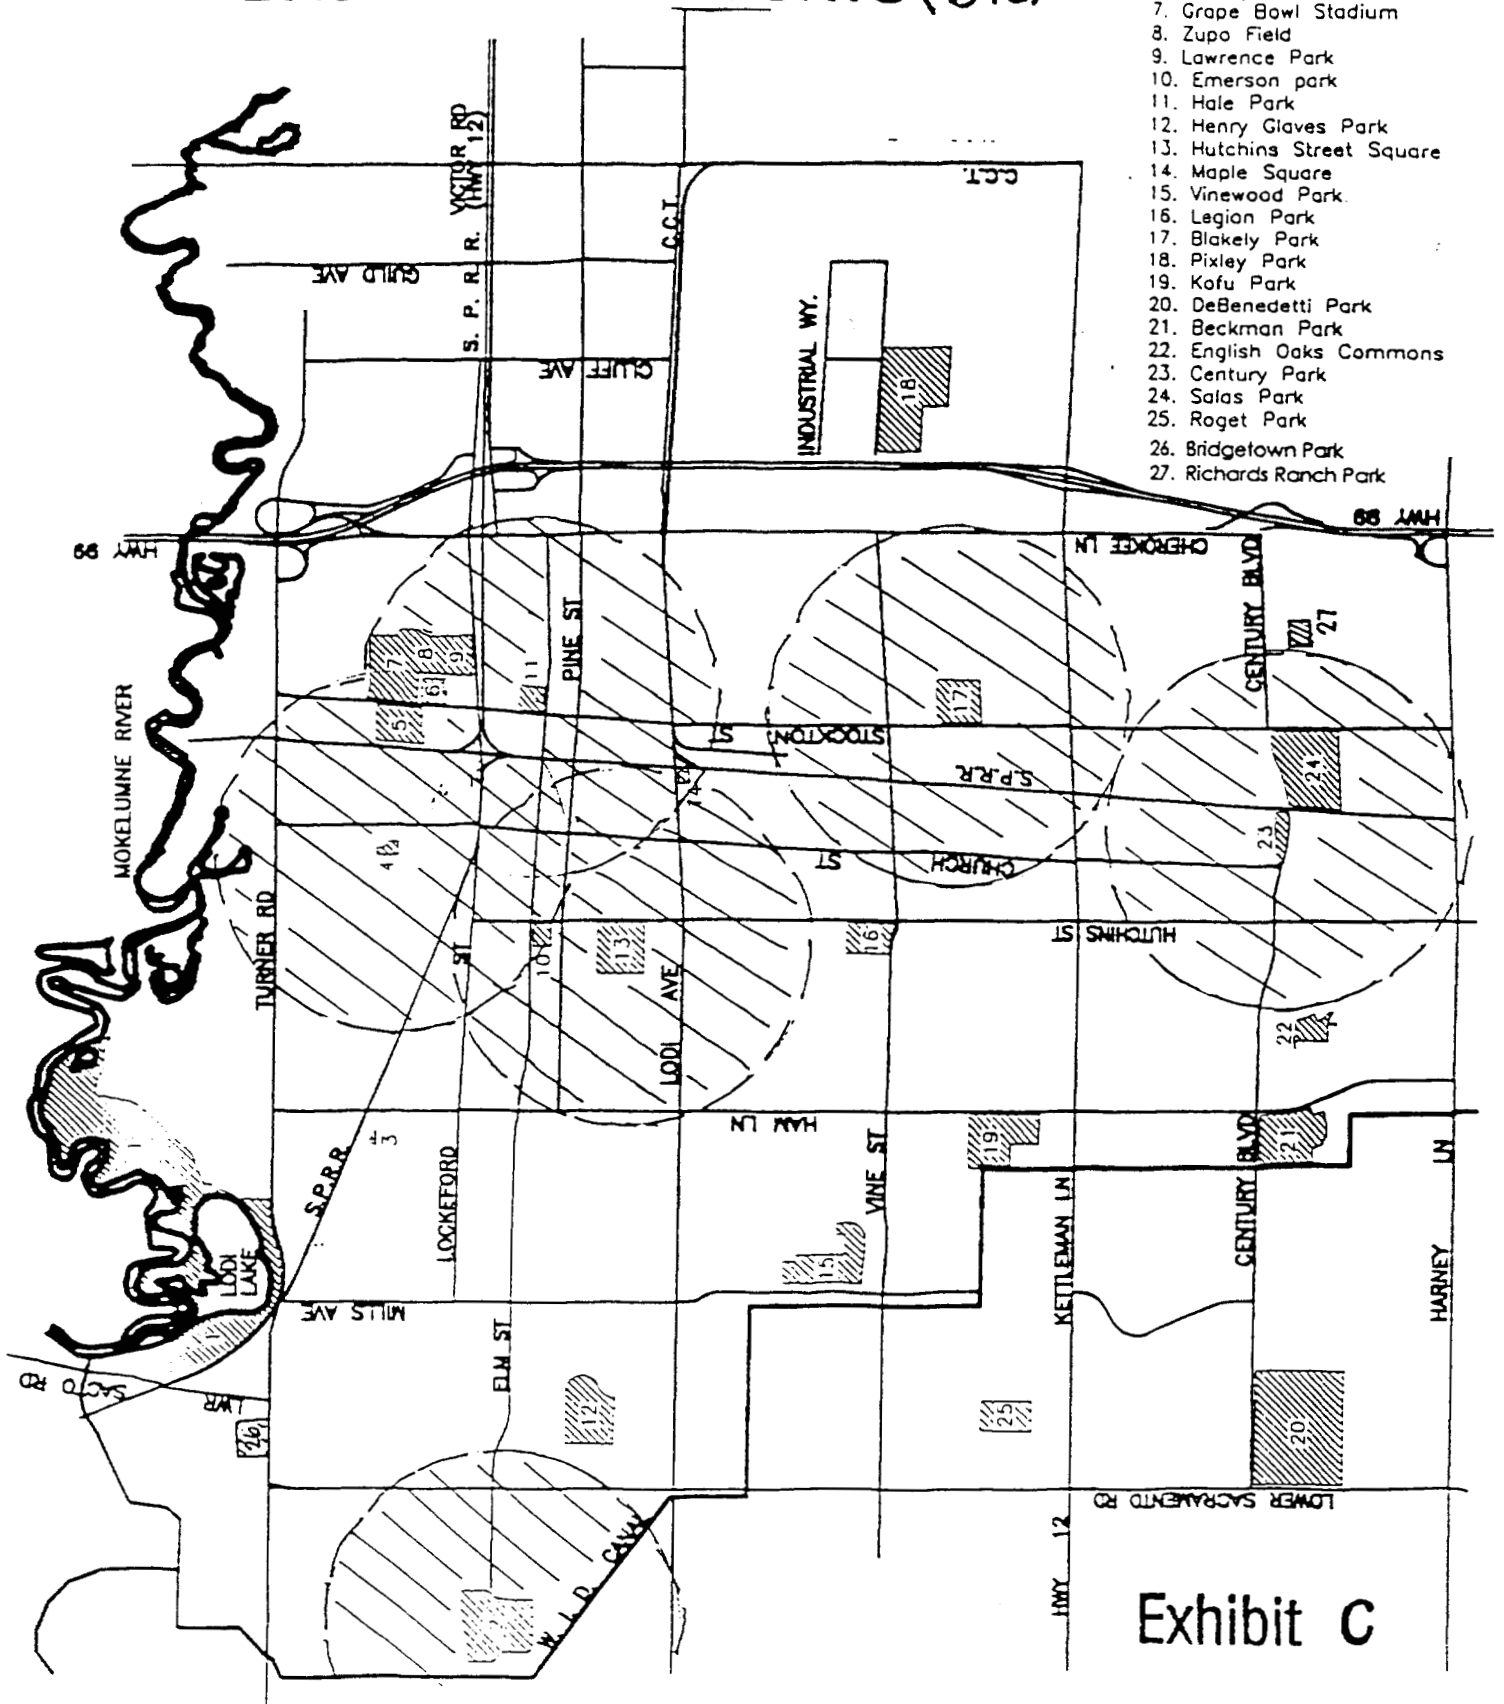 7. Grape Bowl Stadium
8. Zupo Field
9. Lawrence Park
10. Emerson park
11. Hale Park
12. Henry Glaves Park
13. Hutchins Street Square
14. Maple Square
15. Vinewood Park
16. Legion Park
17. Blakely Park
18. Pixley Park
19. Kofu Park
20. DeBenedetti Park
21. Beckman Park
22. English Oaks Commons
23. Century Park
24. Salas Park
25. Roget Park
26. Bridgetown Park
27. Richards Ranch Park
VICTOR RD
(HWY 12)
C.C.T.
C.C.T.
GUILD AVE
S. P. R. R.
CLUFF AVE
INDUSTRIAL WY.
18
HWY 99
HWY 99
CHEROKEE LN
CENTURY BLVD
27
PINE ST
7
8
9
6
5
11
17
MOKELUMNE RIVER
STOCKTON ST
S.P.R.R.
24
14
4
23
CHURCH ST
TURNER RD
ST
10
13
LODI AVE
16
HUTCHINS ST
22
1
HAM LN
3
S.P.R.R.
LOCKEFORD
VINE ST
19
CENTURY BLVD
21
LN
LODI
LAKE
15
KETTLEMAN LN
HARNEY
MILLS AVE
1
ELM ST
SACTO RD
LWR
26
12
25
20
LOWER SACRAMENTO RD
W. I. D. CANAL
HWY 12
Exhibit C